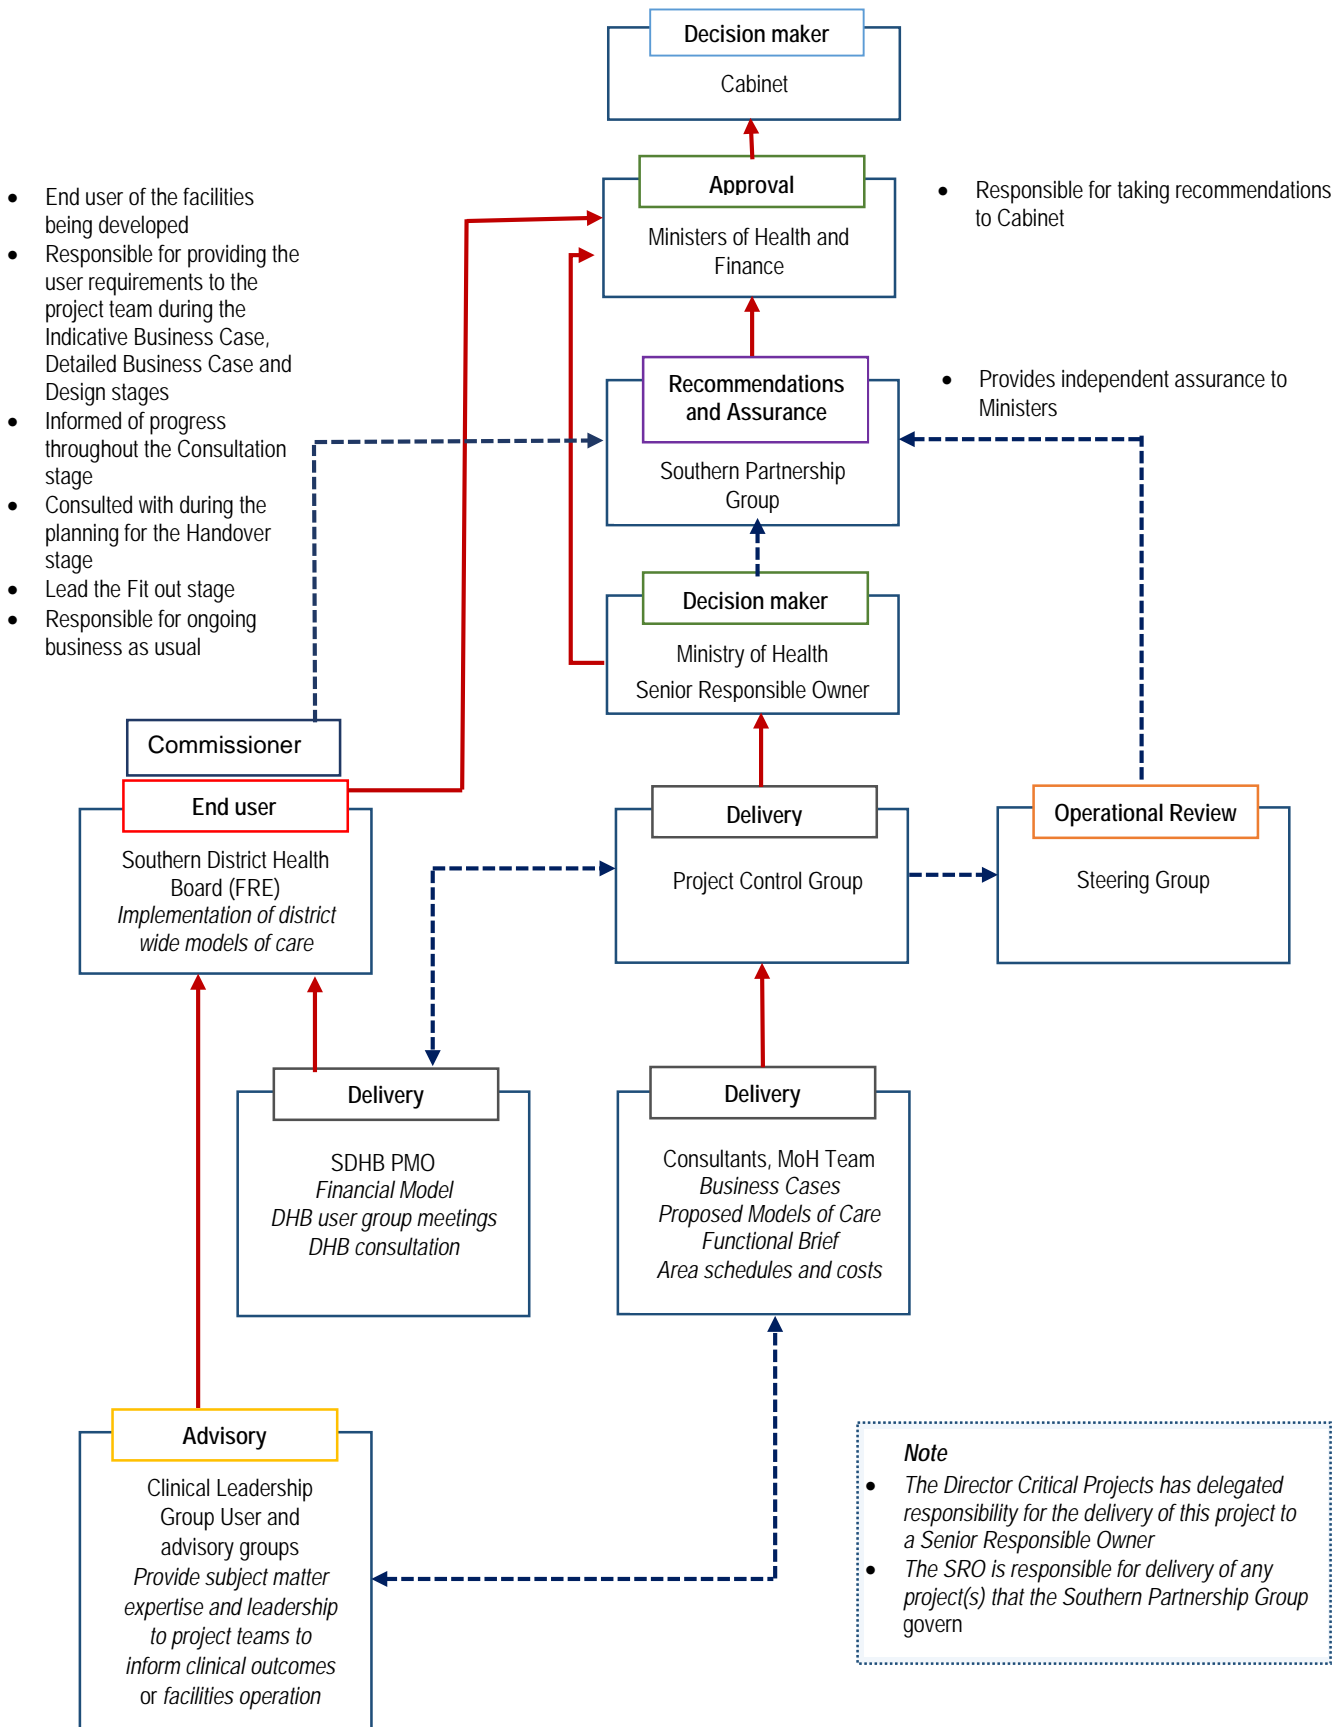 Decision maker
Cabinet
Approval
Ministers of Health and
Finance
• Responsible for taking recommendations
to Cabinet
• End user of the facilities
being developed
• Responsible for providing the
user requirements to the
project team during the
Indicative Business Case,
Detailed Business Case and
Design stages
• Informed of progress
throughout the Consultation
stage
• Consulted with during the
planning for the Handover
stage
• Lead the Fit out stage
• Responsible for ongoing
business as usual
Recommendations
and Assurance
Southern Partnership
Group
• Provides independent assurance to
Ministers
Decision maker
Ministry of Health
Senior Responsible Owner
Commissioner
End user
Southern District Health
Board (FRE)
Implementation of district
wide models of care
Delivery
Project Control Group
Operational Review
Steering Group
Delivery
SDHB PMO
Financial Model
DHB user group meetings
DHB consultation
Delivery
Consultants, MoH Team
Business Cases
Proposed Models of Care
Functional Brief
Area schedules and costs
Advisory
Clinical Leadership
Group User and
advisory groups
Provide subject matter
expertise and leadership
to project teams to
inform clinical outcomes
or facilities operation
Note
• The Director Critical Projects has delegated
responsibility for the delivery of this project to
a Senior Responsible Owner
• The SRO is responsible for delivery of any
project(s) that the Southern Partnership Group
govern